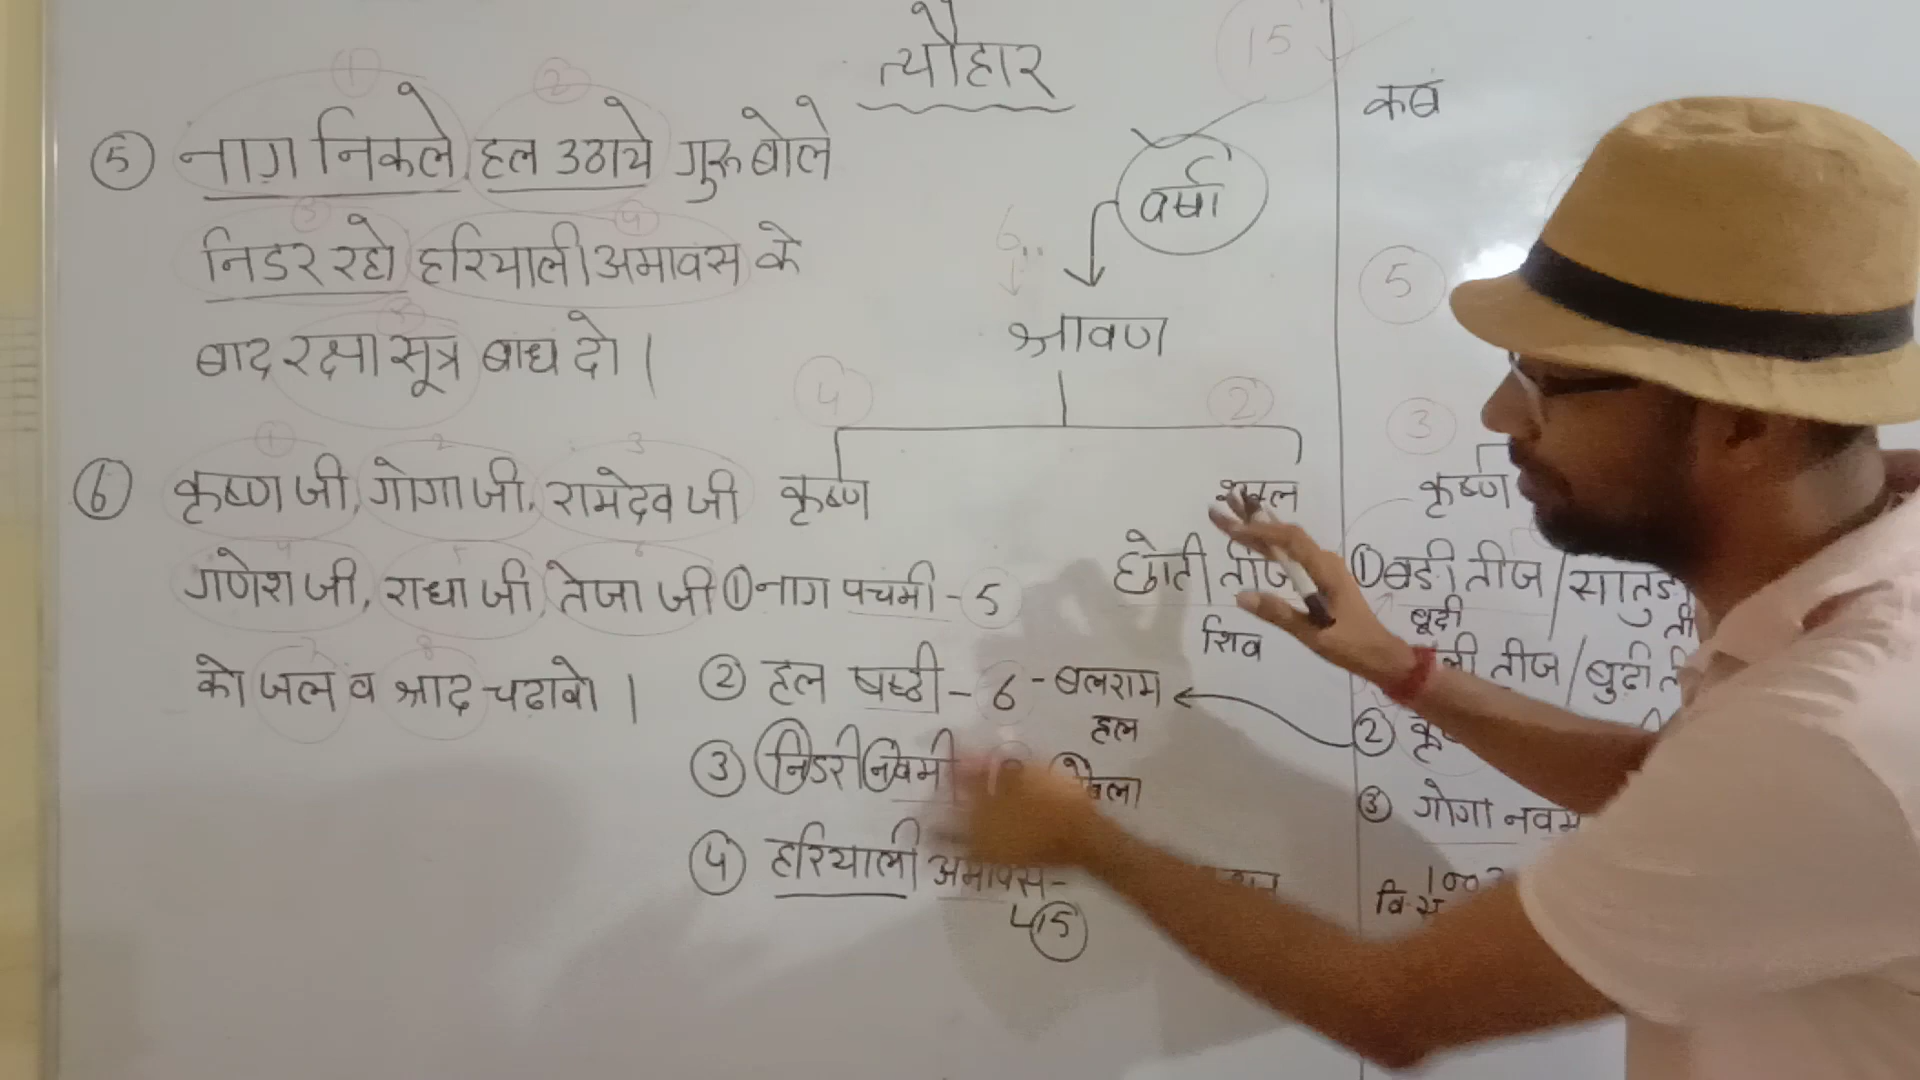 त्यौहार
15
⑤ नाग निकले हल उठाये गुरू बोले
निडर रहो हरियाली अमावस के
बाद रक्षा सूत्र बाध दो ।
⑥ कृष्ण जी, गोगा जी, रामदेव जी
गणेश जी, राधा जी, तेजा जी
को जल व श्राद चढावो ।
वर्षा
श्रावण
4
2
कृष्ण
शुक्ल
① नाग पचमी - 5
② हल षष्ठी - 6 - बलराम
हल
③ निडरी नवमी
④ हरियाली अमावस -
15
छोटी तीज
शिव
कब
5
3
कृष्ण
① बडी तीज / सातुड
बूदी
ती
तीज / बुढी
②
③ गोगा नवम